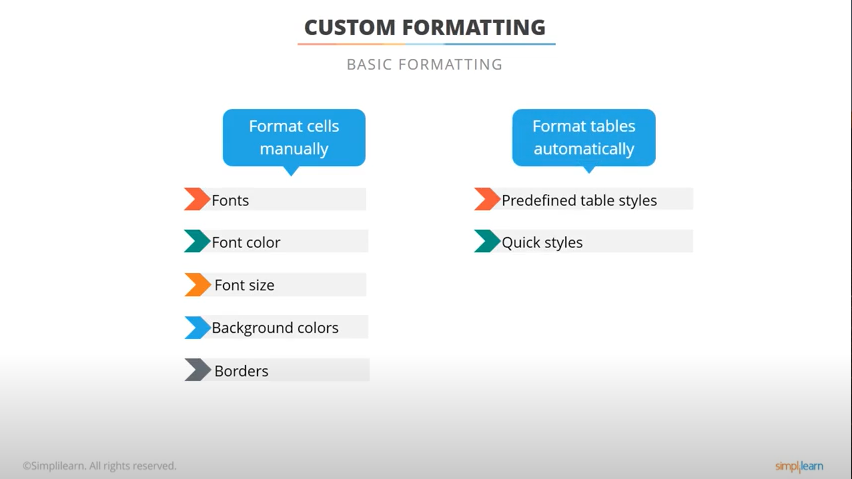 CUSTOM FORMATTING
BASIC FORMATTING
Format cells
manually
Fonts
Font color
Font size
Background colors
Borders
Format tables
automatically
Predefined table styles
Quick styles
©Simplilearn. All rights reserved.
simplilearn